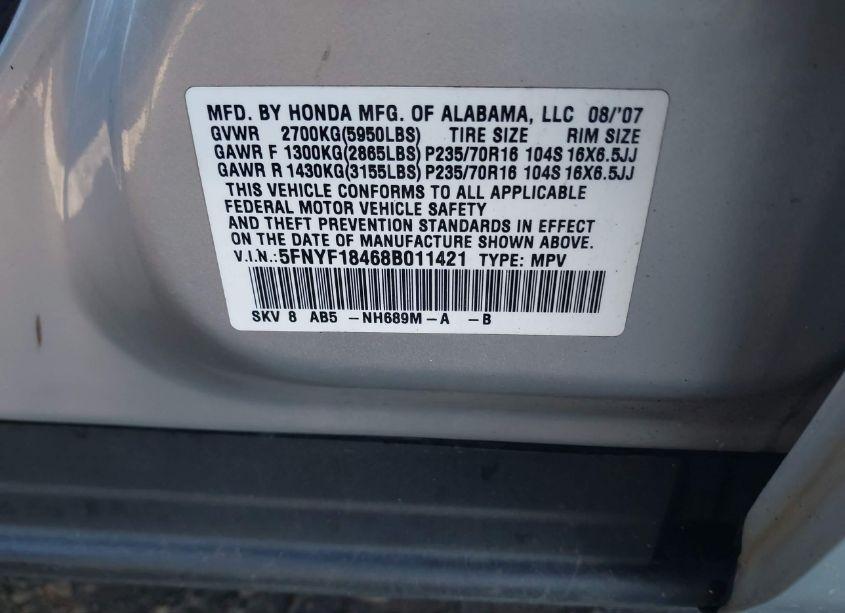 MFD. BY HONDA MFG. OF ALABAMA, LLC 08/'07
GVWR 2700KG(5950LBS) TIRE SIZE RIM SIZE
GAWR F 1300KG(2865LBS) P235/70R16 104S 16X6.5JJ
GAWR R 1430KG(3155LBS) P235/70R16 104S 16X6.5JJ
THIS VEHICLE CONFORMS TO ALL APPLICABLE
FEDERAL MOTOR VEHICLE SAFETY
AND THEFT PREVENTION STANDARDS IN EFFECT
ON THE DATE OF MANUFACTURE SHOWN ABOVE.
V.I.N.:5FNYF18468B011421 TYPE: MPV
SKV 8 AB5 -NH689M-A -B